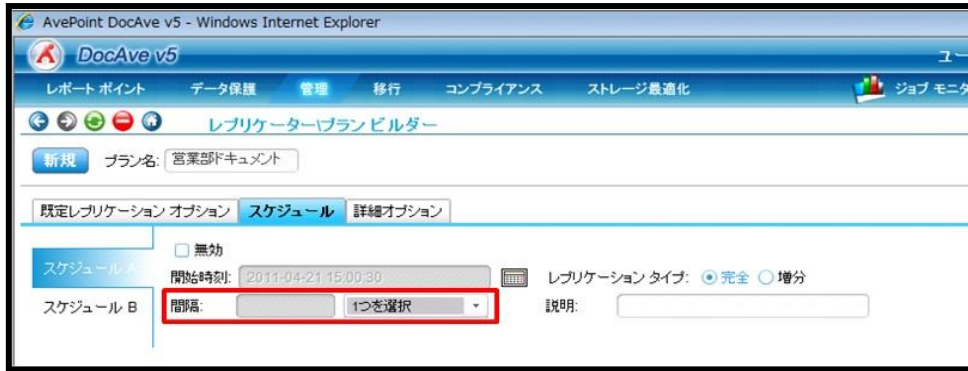 AvePoint DocAve v5 - Windows Internet Explorer
DocAve v5
ユー
レポート ポイント データ保護 管理 移行 コンプライアンス ストレージ最適化 ジョブ モニタ
レプリケーター\プラン ビルダー
新規 プラン名: 営業部ドキュメント
既定レプリケーション オプション スケジュール 詳細オプション
無効
スケジュール A 開始時刻: 2011-04-21 15:00:30 レプリケーション タイプ: 完全 増分
スケジュール B 間隔: 1つを選択 説明: